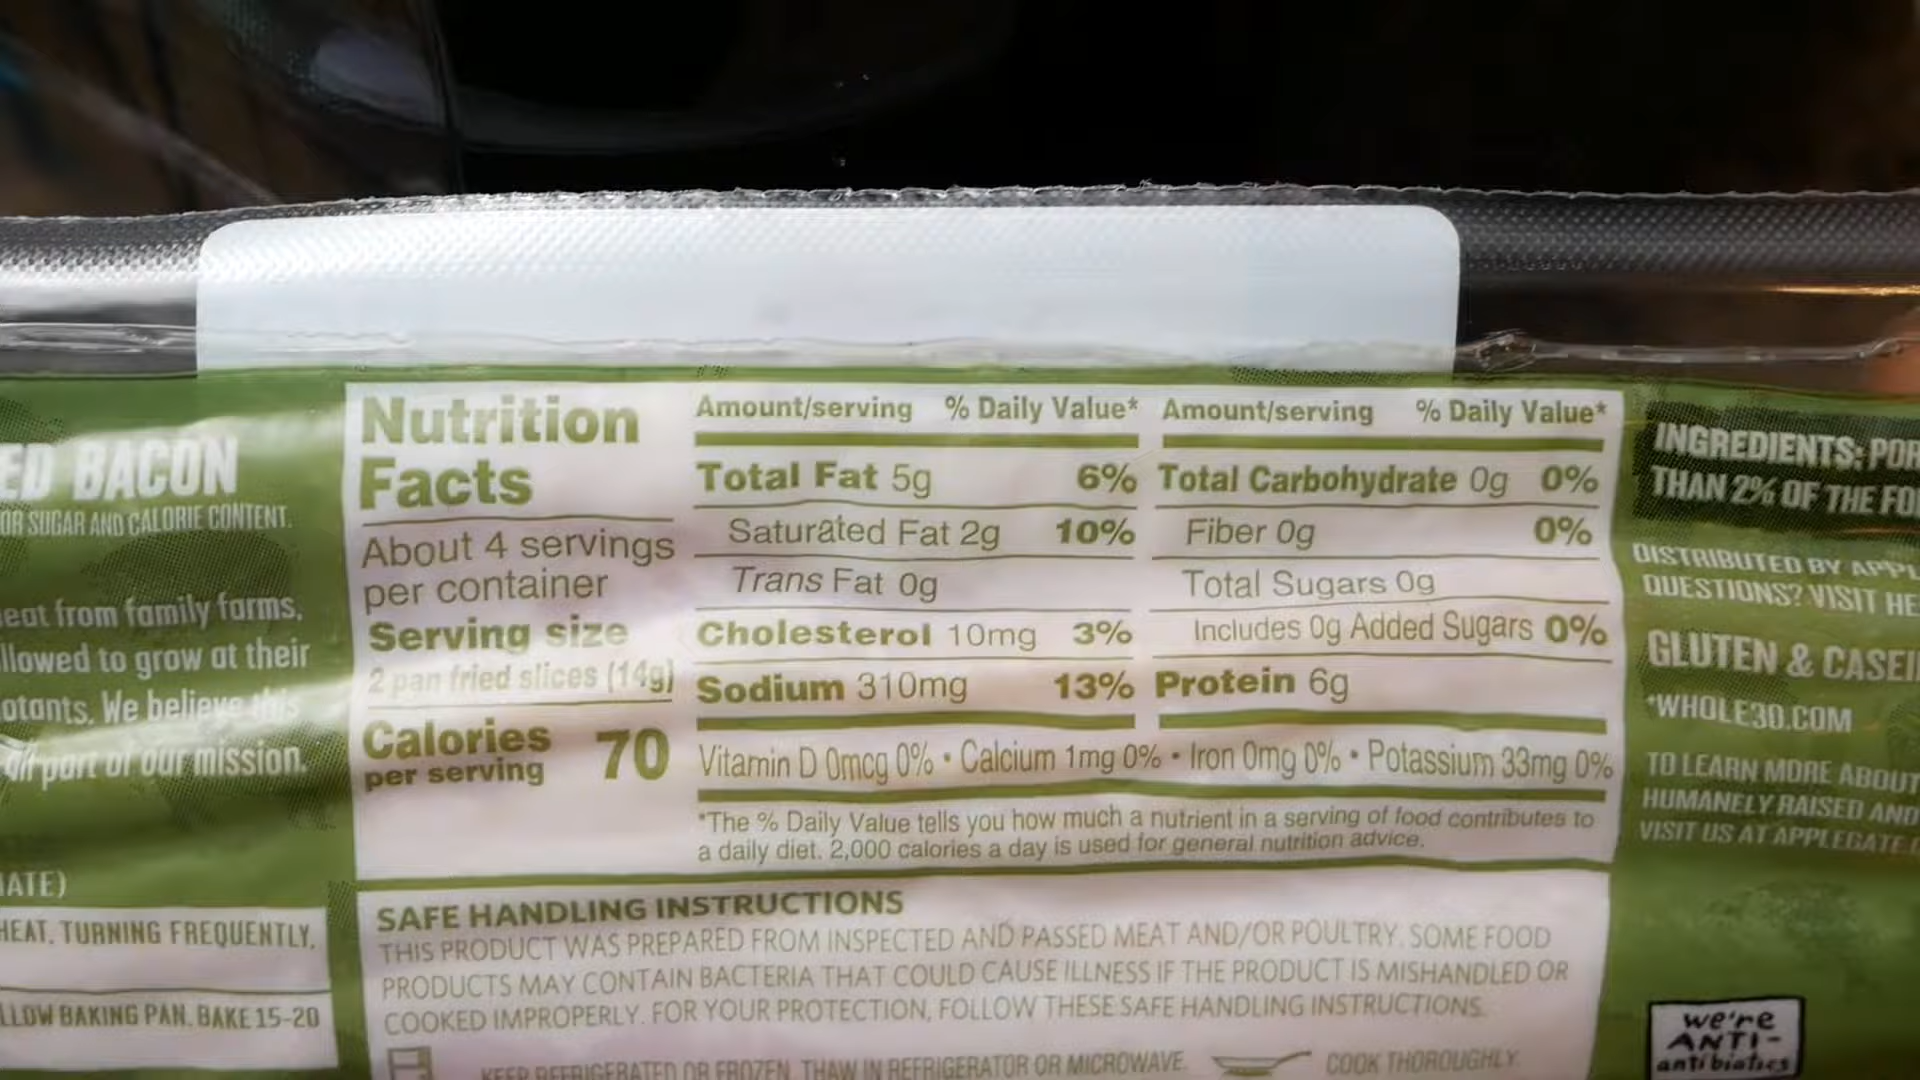 ED BACON
OR SUGAR AND CALORIE CONTENT.
eat from family farms,
llowed to grow at their
otants. We believe this
all part of our mission.
IATE)
HEAT, TURNING FREQUENTLY,
LLOW BAKING PAN. BAKE 15-20
Nutrition
Facts
About 4 servings
per container
Serving size
2 pan fried slices (14g)
Calories
per serving 70
Amount/serving % Daily Value*
Total Fat 5g 6%
Saturated Fat 2g 10%
Trans Fat 0g
Cholesterol 10mg 3%
Sodium 310mg 13%
Amount/serving % Daily Value*
Total Carbohydrate 0g 0%
Fiber 0g 0%
Total Sugars 0g
Includes 0g Added Sugars 0%
Protein 6g
Vitamin D 0mcg 0% • Calcium 1mg 0% • Iron 0mg 0% • Potassium 33mg 0%
*The % Daily Value tells you how much a nutrient in a serving of food contributes to
a daily diet. 2,000 calories a day is used for general nutrition advice.
SAFE HANDLING INSTRUCTIONS
THIS PRODUCT WAS PREPARED FROM INSPECTED AND PASSED MEAT AND/OR POULTRY. SOME FOOD
PRODUCTS MAY CONTAIN BACTERIA THAT COULD CAUSE ILLNESS IF THE PRODUCT IS MISHANDLED OR
COOKED IMPROPERLY. FOR YOUR PROTECTION, FOLLOW THESE SAFE HANDLING INSTRUCTIONS.
KEEP REFRIGERATED OR FROZEN. THAW IN REFRIGERATOR OR MICROWAVE.
COOK THOROUGHLY.
INGREDIENTS: POR
THAN 2% OF THE FOL
DISTRIBUTED BY APPL
QUESTIONS? VISIT HE
GLUTEN & CASEI
*WHOLE30.COM
TO LEARN MORE ABOUT
HUMANELY RAISED AND
VISIT US AT APPLEGATE.C
we're
ANTI-
antibiotics